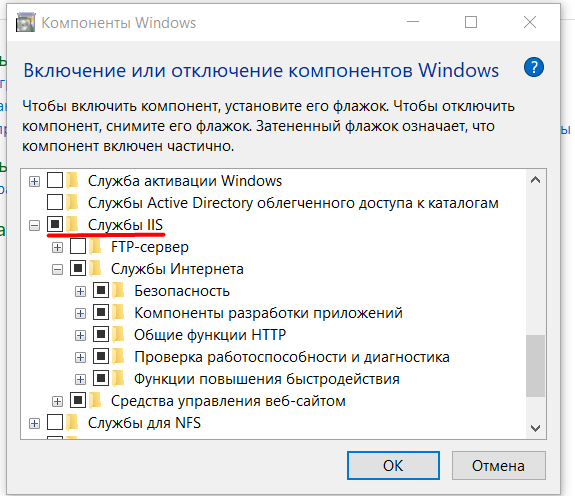 Компоненты Windows
Включение или отключение компонентов Windows
?
Чтобы включить компонент, установите его флажок. Чтобы отключить
компонент, снимите его флажок. Затененный флажок означает, что
компонент включен частично.
Служба активации Windows
Службы Active Directory облегченного доступа к каталогам
Службы IIS
FTP-сервер
Службы Интернета
Безопасность
Компоненты разработки приложений
Общие функции HTTP
Проверка работоспособности и диагностика
Функции повышения быстродействия
Средства управления веб-сайтом
Службы для NFS
ОК
Отмена